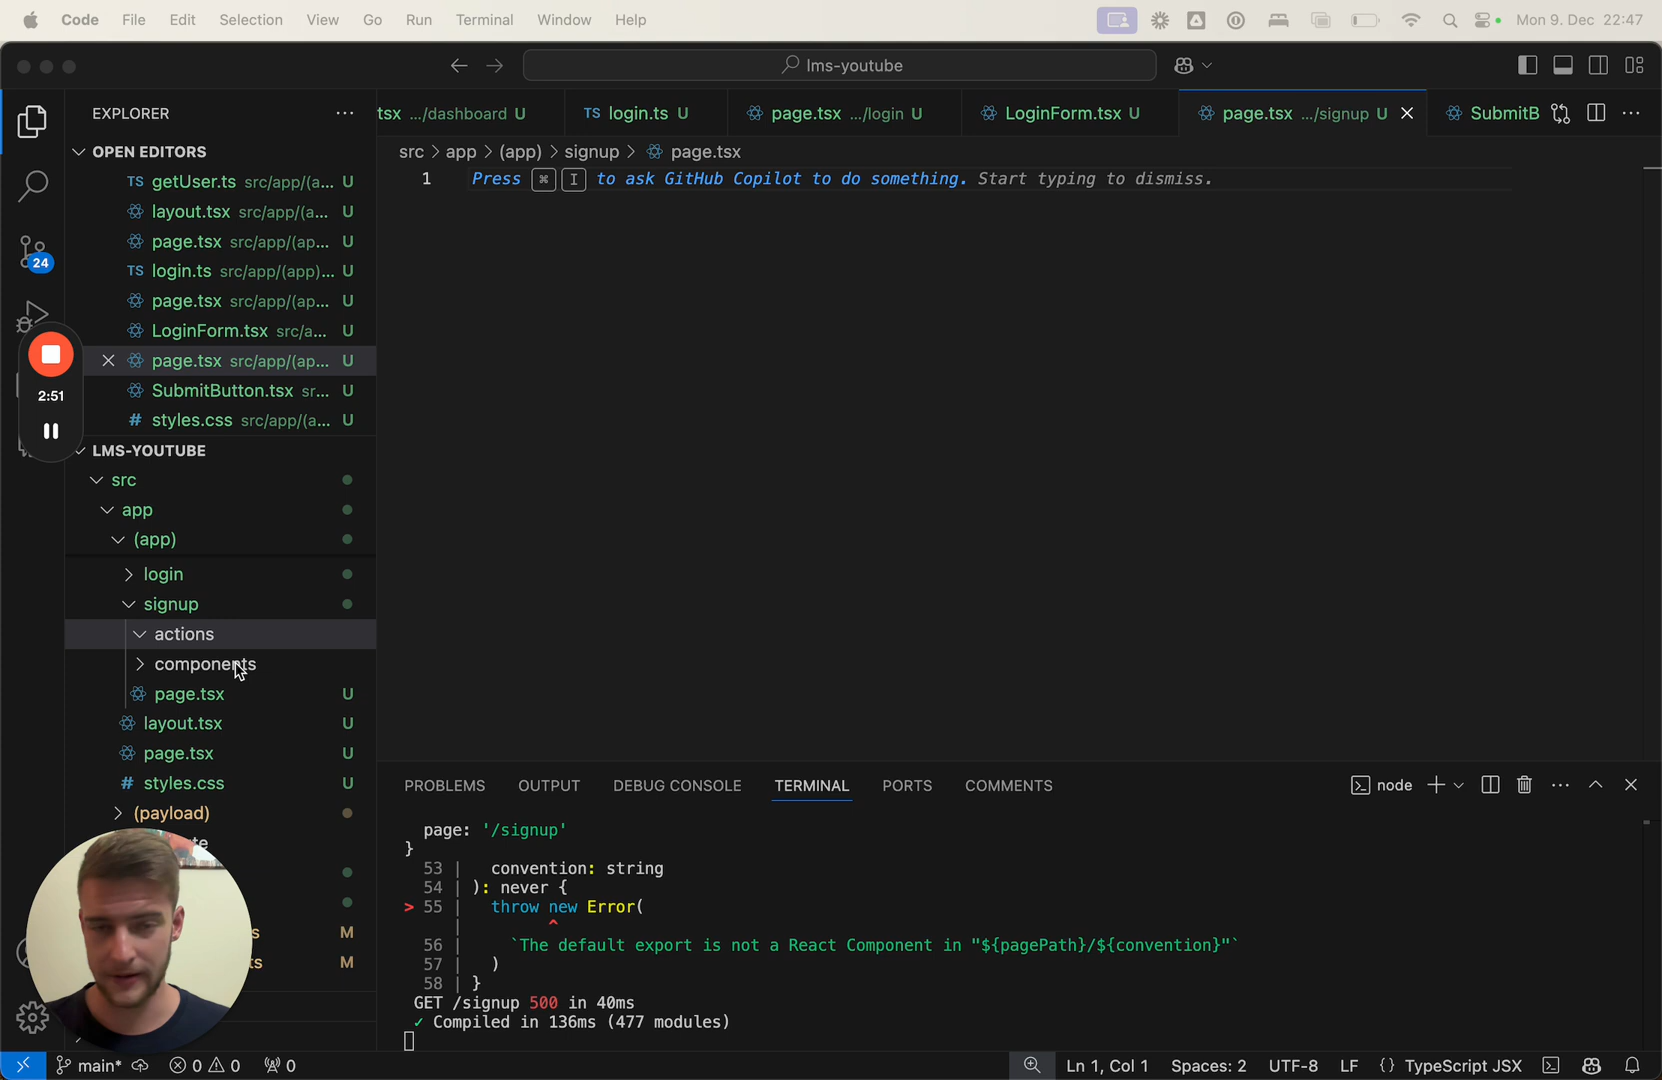 Code File Edit Selection View Go Run Terminal Window Help Mon 9. Dec 22:47
lms-youtube
EXPLORER
tsx .../dashboard U
TS login.ts U
page.tsx .../login U
LoginForm.tsx U
page.tsx .../signup U
SubmitB
OPEN EDITORS
src > app > (app) > signup > page.tsx
1 Press ⌘ I to ask GitHub Copilot to do something. Start typing to dismiss.
TS getUser.ts src/app/(a... U
layout.tsx src/app/(a... U
page.tsx src/app/(ap... U
24
TS login.ts src/app/(app)... U
page.tsx src/app/(ap... U
LoginForm.tsx src/a... U
page.tsx src/app/(ap... U
SubmitButton.tsx sr... U
# styles.css src/app/(a... U
2:51
LMS-YOUTUBE
src
app
(app)
login
signup
actions
components
page.tsx U
layout.tsx U
page.tsx U
# styles.css U
(payload)
M
M
PROBLEMS OUTPUT DEBUG CONSOLE TERMINAL PORTS COMMENTS
node
page: '/signup'
}
53 | convention: string
54 | ): never {
> 55 | throw new Error(
| ^
56 | `The default export is not a React Component in "${pagePath}/${convention}"`
57 | )
58 | }
GET /signup 500 in 40ms
✓ Compiled in 136ms (477 modules)
main* 0 0 0
Ln 1, Col 1 Spaces: 2 UTF-8 LF {} TypeScript JSX